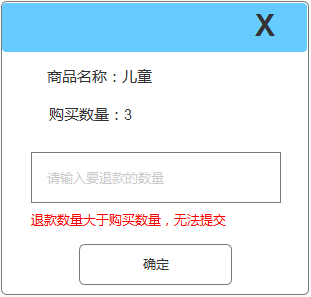 X
商品名称：儿童
购买数量：3
请输入要退款的数量
退款数量大于购买数量，无法提交
确定